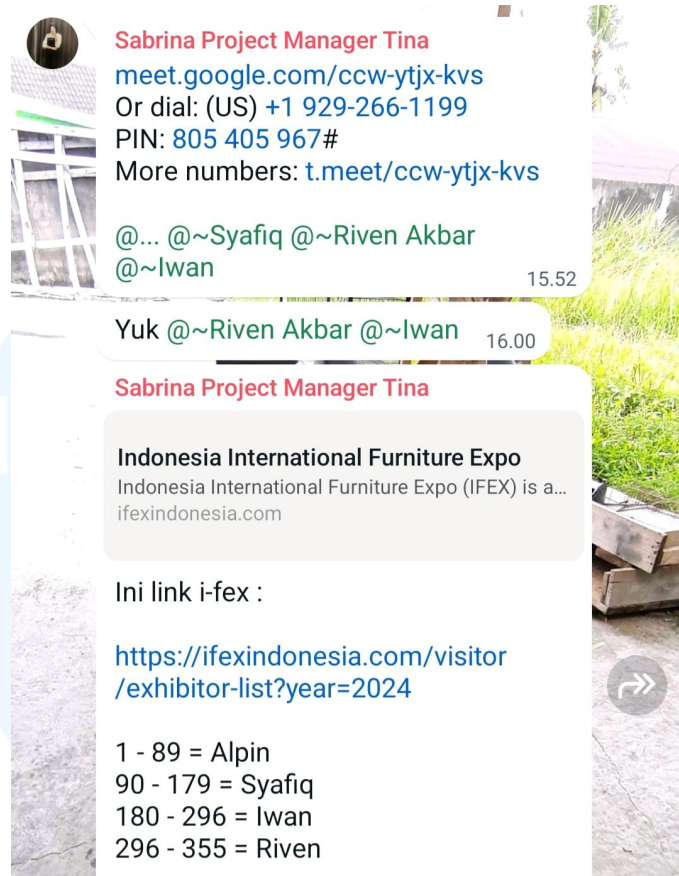 Sabrina Project Manager Tina
meet.google.com/ccw-ytjx-kvs
Or dial: (US) +1 929-266-1199
PIN: 805 405 967#
More numbers: t.meet/ccw-ytjx-kvs
@... @~Syafiq @~Riven Akbar
@~Iwan
15.52
Yuk @~Riven Akbar @~Iwan 16.00
Sabrina Project Manager Tina
Indonesia International Furniture Expo
Indonesia International Furniture Expo (IFEX) is a...
ifexindonesia.com
Ini link i-fex :
https://ifexindonesia.com/visitor
/exhibitor-list?year=2024
1 - 89 = Alpin
90 - 179 = Syafiq
180 - 296 = Iwan
296 - 355 = Riven